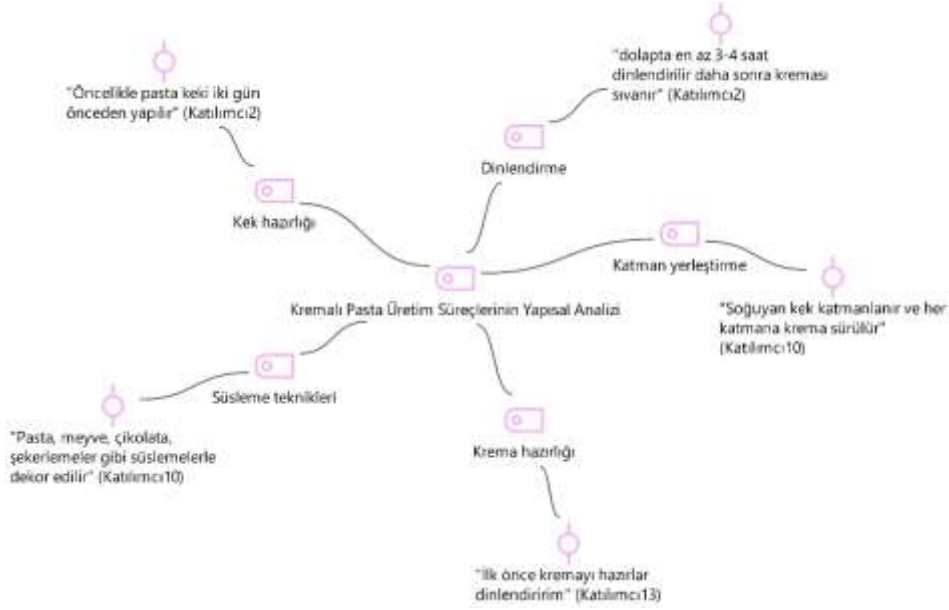 "Öncelikle pasta keki iki gün
önceden yapılır" (Katılımcı2)
"dolapta en az 3-4 saat
dinlendirilir daha sonra kreması
sıvanır" (Katılımcı2)
Dinlendirme
Kek hazırlığı
Katman yerleştirme
Kremalı Pasta Üretim Süreçlerinin Yapısal Analizi
"Soğuyan kek katmanlanır ve her
katmana krema sürülür"
(Katılımcı10)
Süsleme teknikleri
"Pasta, meyve, çikolata,
şekerlemeler gibi süslemelerle
dekor edilir" (Katılımcı10)
Krema hazırlığı
"İlk önce kremayı hazırlar
dinlendiririm" (Katılımcı13)